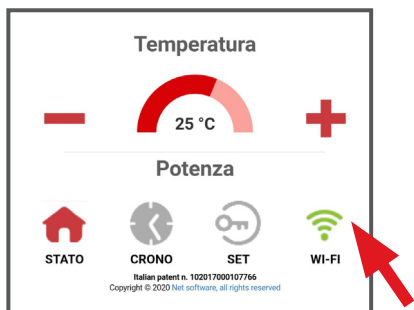 Temperatura
25 °C
Potenza
STATO CRONO SET WI-FI
Italian patent n. 102017000107766
Copyright © 2020 Net software, all rights reserved